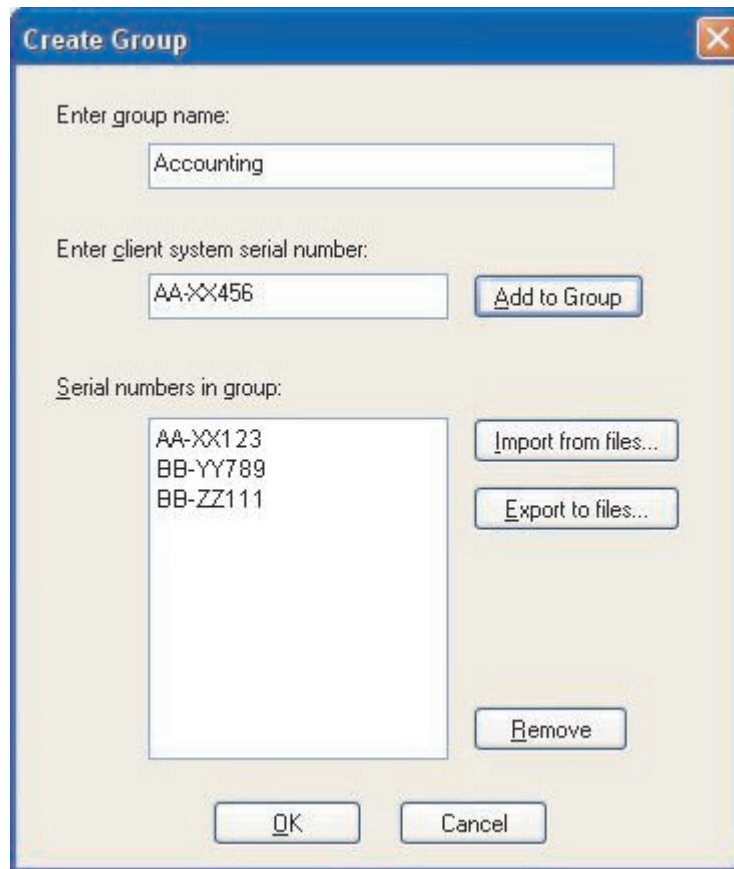 Create Group
Enter group name:
Accounting
Enter client system serial number:
AA-XX456
Add to Group
Serial numbers in group:
AA-XX123
BB-YY789
BB-ZZ111
Import from files...
Export to files...
Remove
OK
Cancel